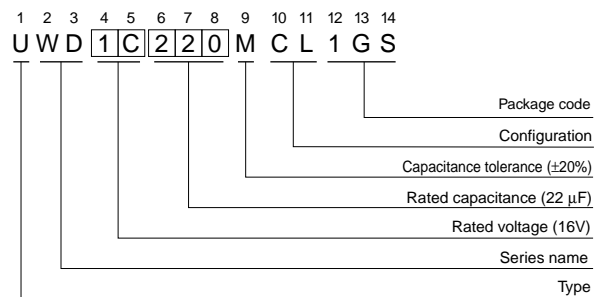 1 2 3 4 5 6 7 8 9 10 11 12 13 14
U W D 1 C 2 2 0 M C L 1 G S
Package code
Configuration
Capacitance tolerance (±20%)
Rated capacitance (22 μF)
Rated voltage (16V)
Series name
Type